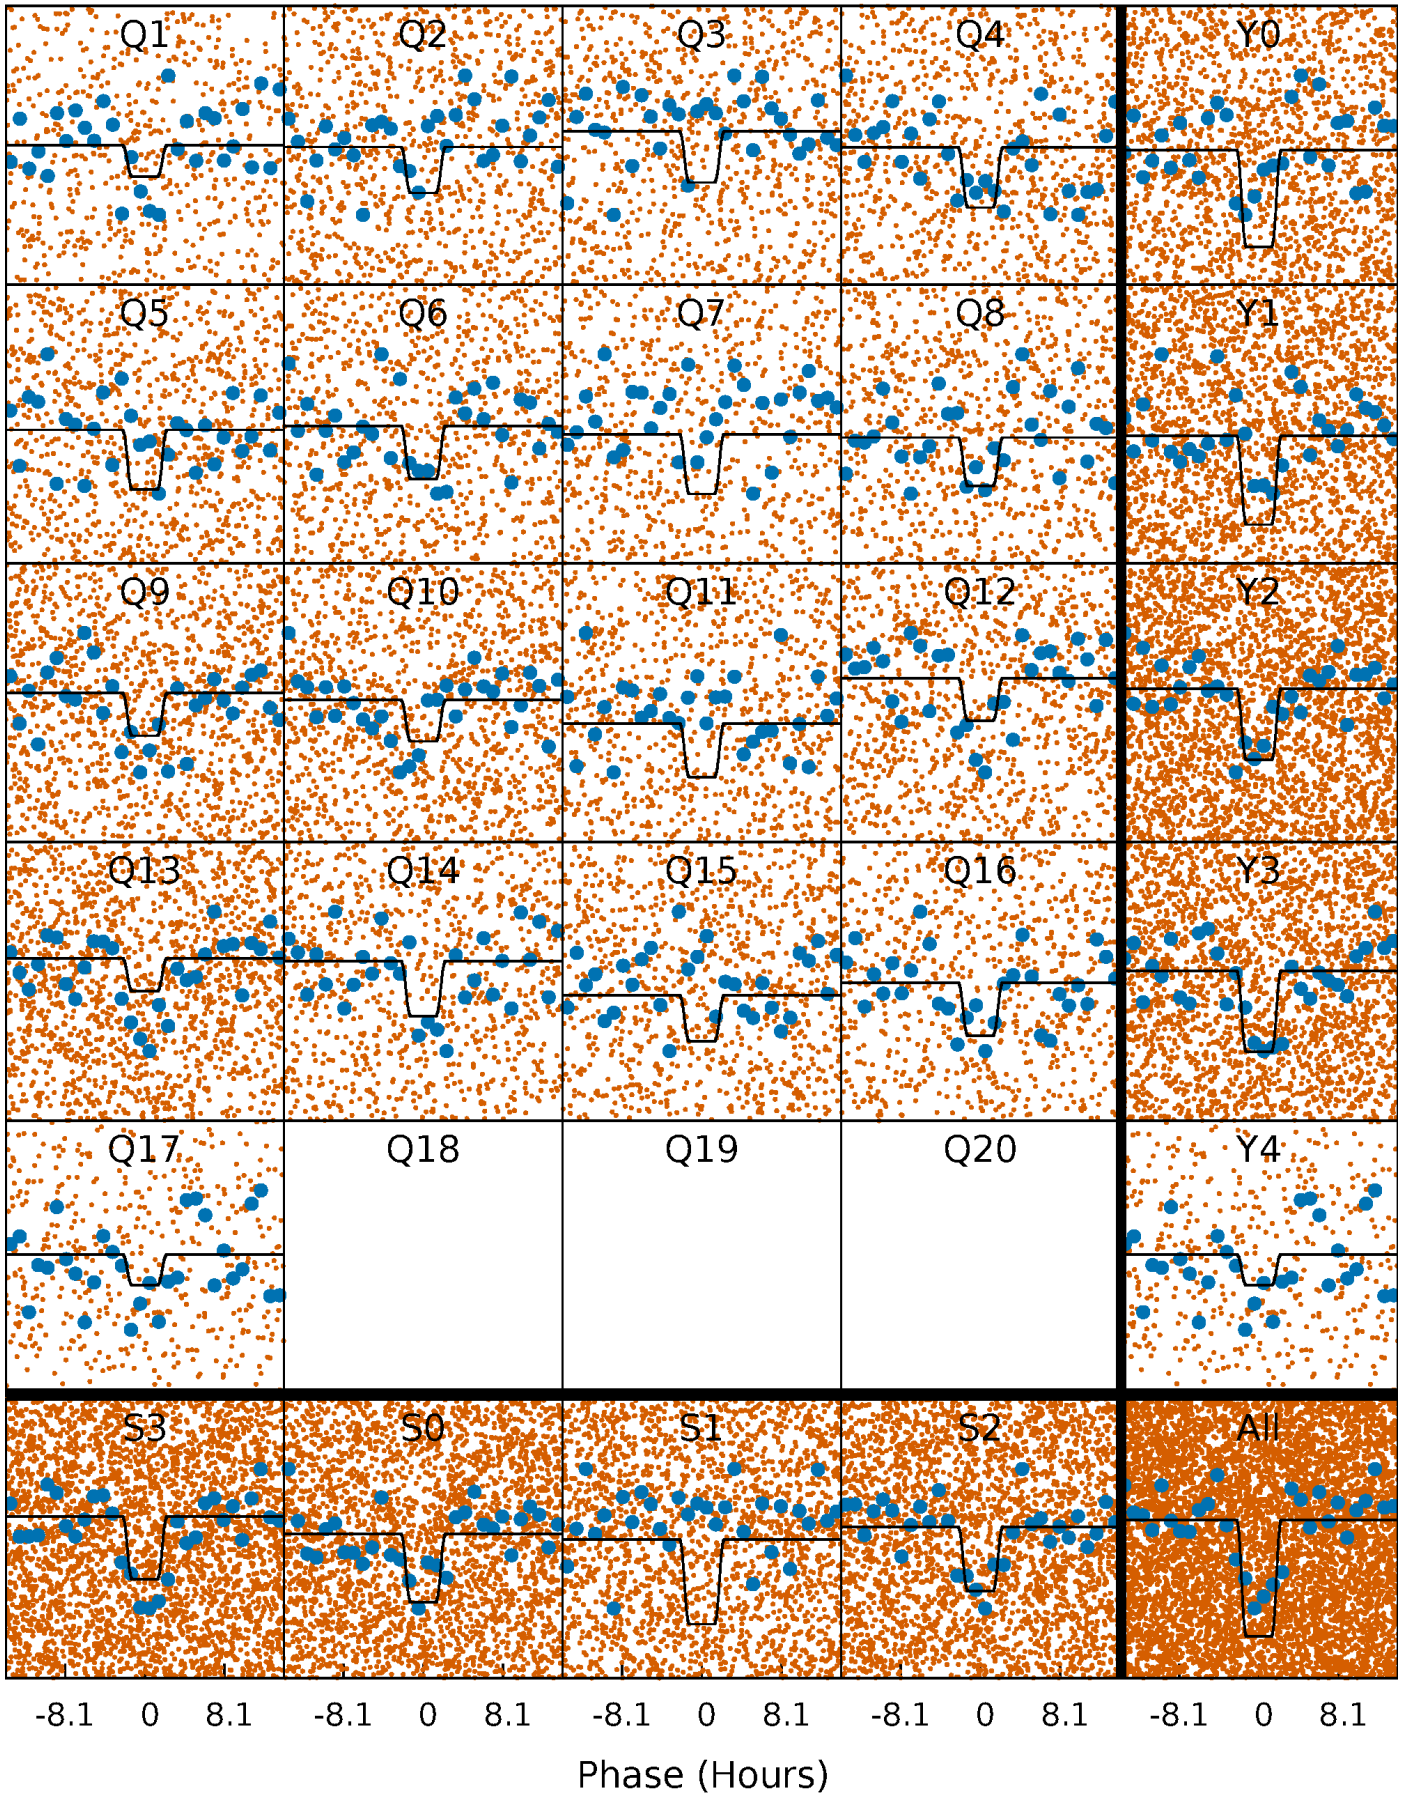 Q1 Q2 Q3 Q4 Y0
Q5 Q6 Q7 Q8 Y1
Q9 Q10 Q11 Q12 Y2
Q13 Q14 Q15 Q16 Y3
Q17 Q18 Q19 Q20 Y4
S3 S0 S1 S2 All
-8.1 0 8.1 -8.1 0 8.1 -8.1 0 8.1 -8.1 0 8.1 -8.1 0 8.1
Phase (Hours)